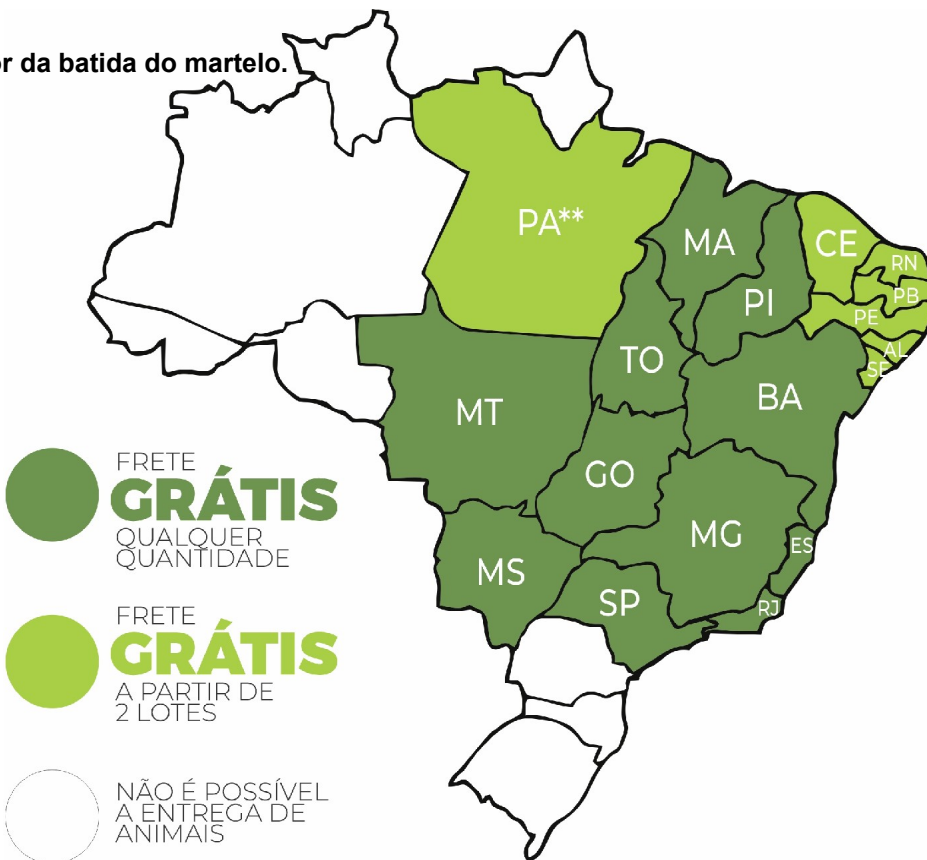 or da batida do martelo.
PA**
MA
CE
RN
PB
PE
AL
SE
PI
TO
BA
MT
GO
MG
ES
MS
SP
RJ
FRETE
GRÁTIS
QUALQUER
QUANTIDADE
FRETE
GRÁTIS
A PARTIR DE
2 LOTES
NÃO É POSSÍVEL
A ENTREGA DE
ANIMAIS